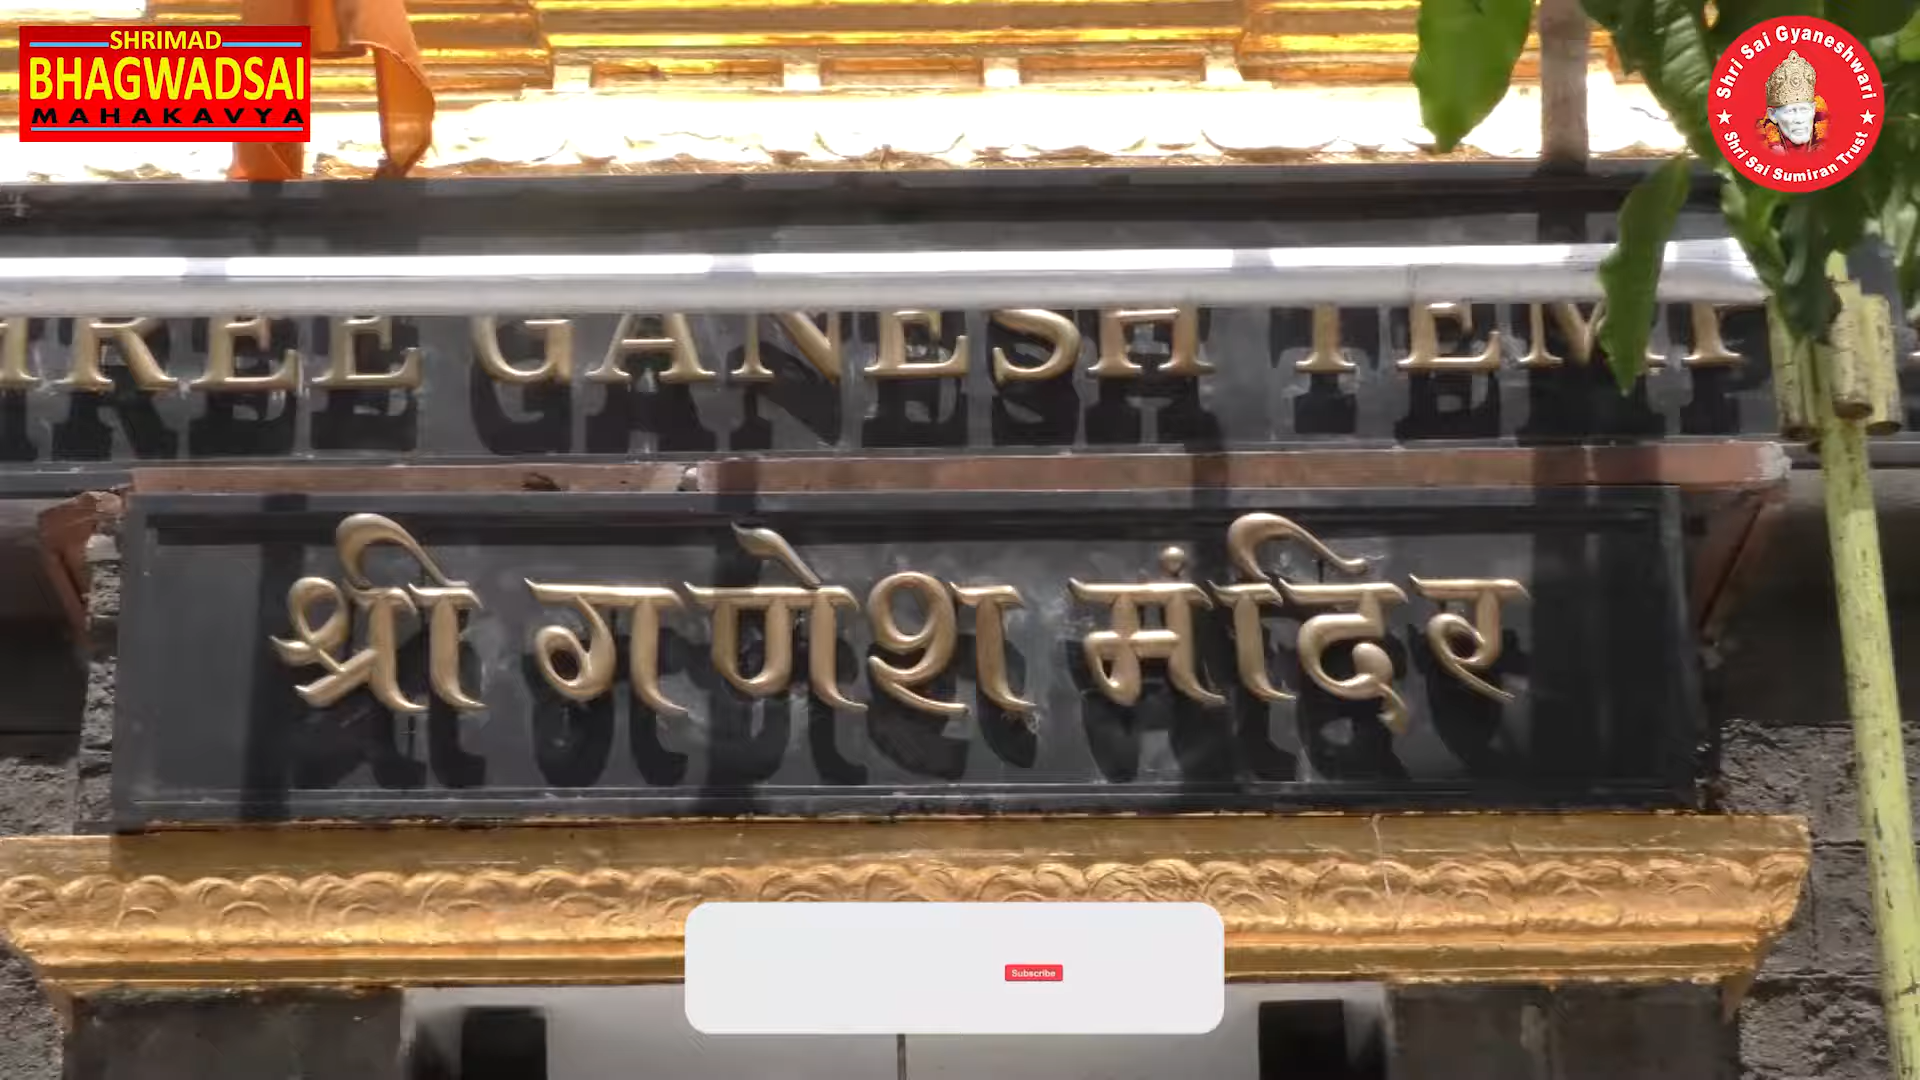 SHRIMAD
BHAGWADSAI
MAHAKAVYA
Shri Sai Gyaneshwari
★ Shri Sai Sumiran Trust ★
GANESH
श्री गणेश मंदिर
Subscribe